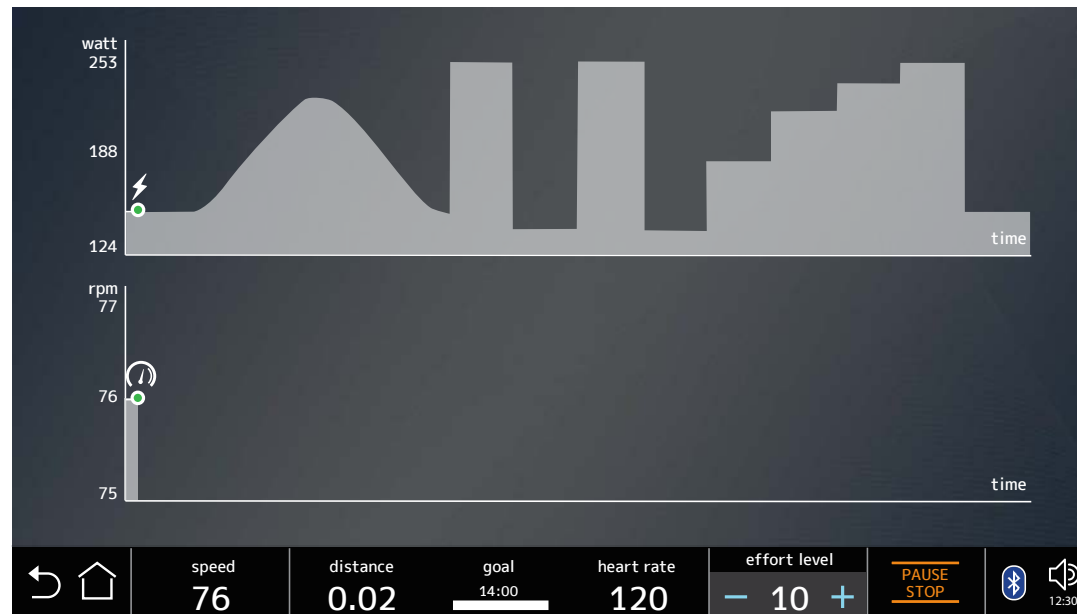 watt
253
188
124
time
rpm
77
76
75
time
speed
76
distance
0.02
goal
14:00
heart rate
120
effort level
− 10 +
PAUSE
STOP
12:30